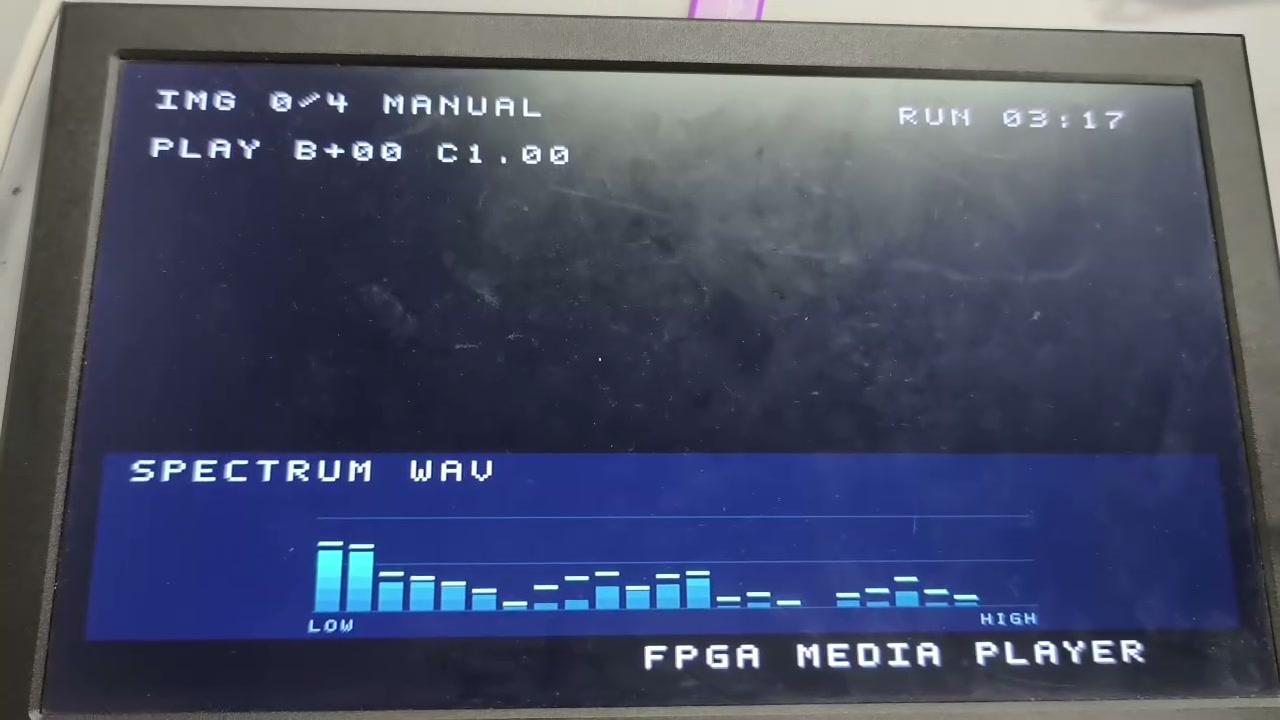 IMG 0/4 MANUAL
RUN 03:17
PLAY B+00 C1.00
SPECTRUM WAV
LOW
HIGH
FPGA MEDIA PLAYER